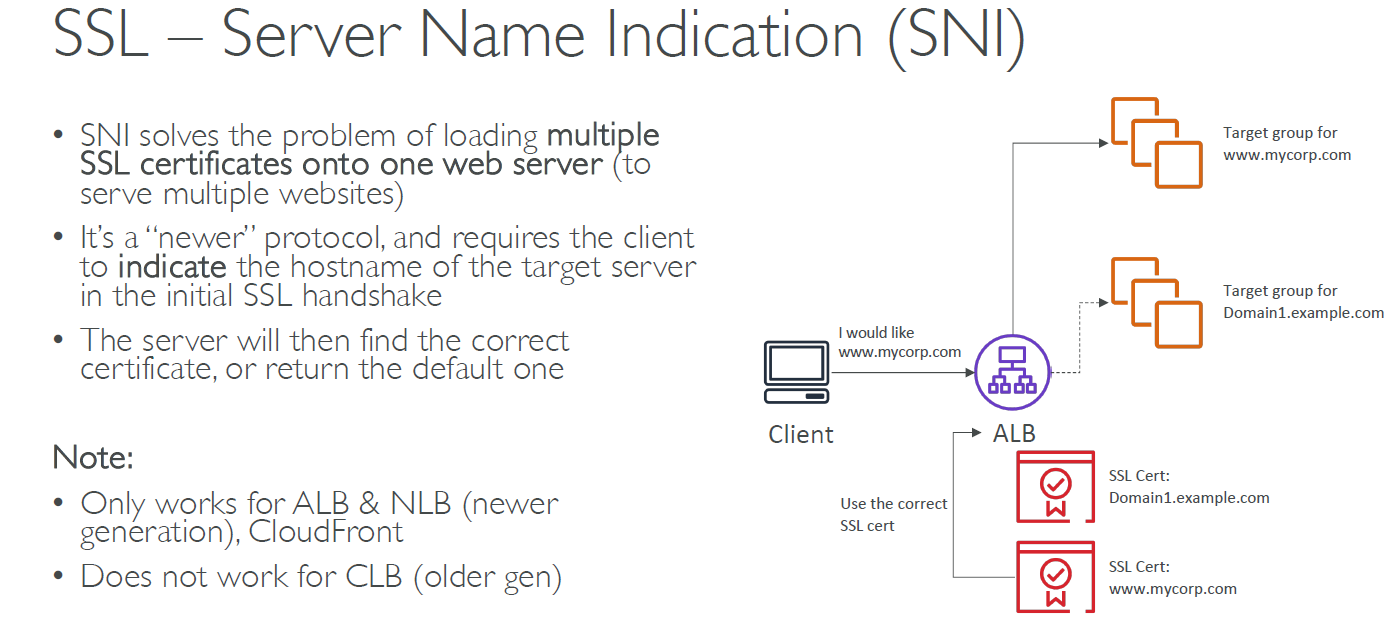 SSL – Server Name Indication (SNI)
• SNI solves the problem of loading multiple
SSL certificates onto one web server (to
serve multiple websites)
• It's a “newer” protocol, and requires the client
to indicate the hostname of the target server
in the initial SSL handshake
• The server will then find the correct
certificate, or return the default one
Note:
• Only works for ALB & NLB (newer
generation), CloudFront
• Does not work for CLB (older gen)
Target group for
www.mycorp.com
Target group for
Domain1.example.com
I would like
www.mycorp.com
Client
ALB
Use the correct
SSL cert
SSL Cert:
Domain1.example.com
SSL Cert:
www.mycorp.com